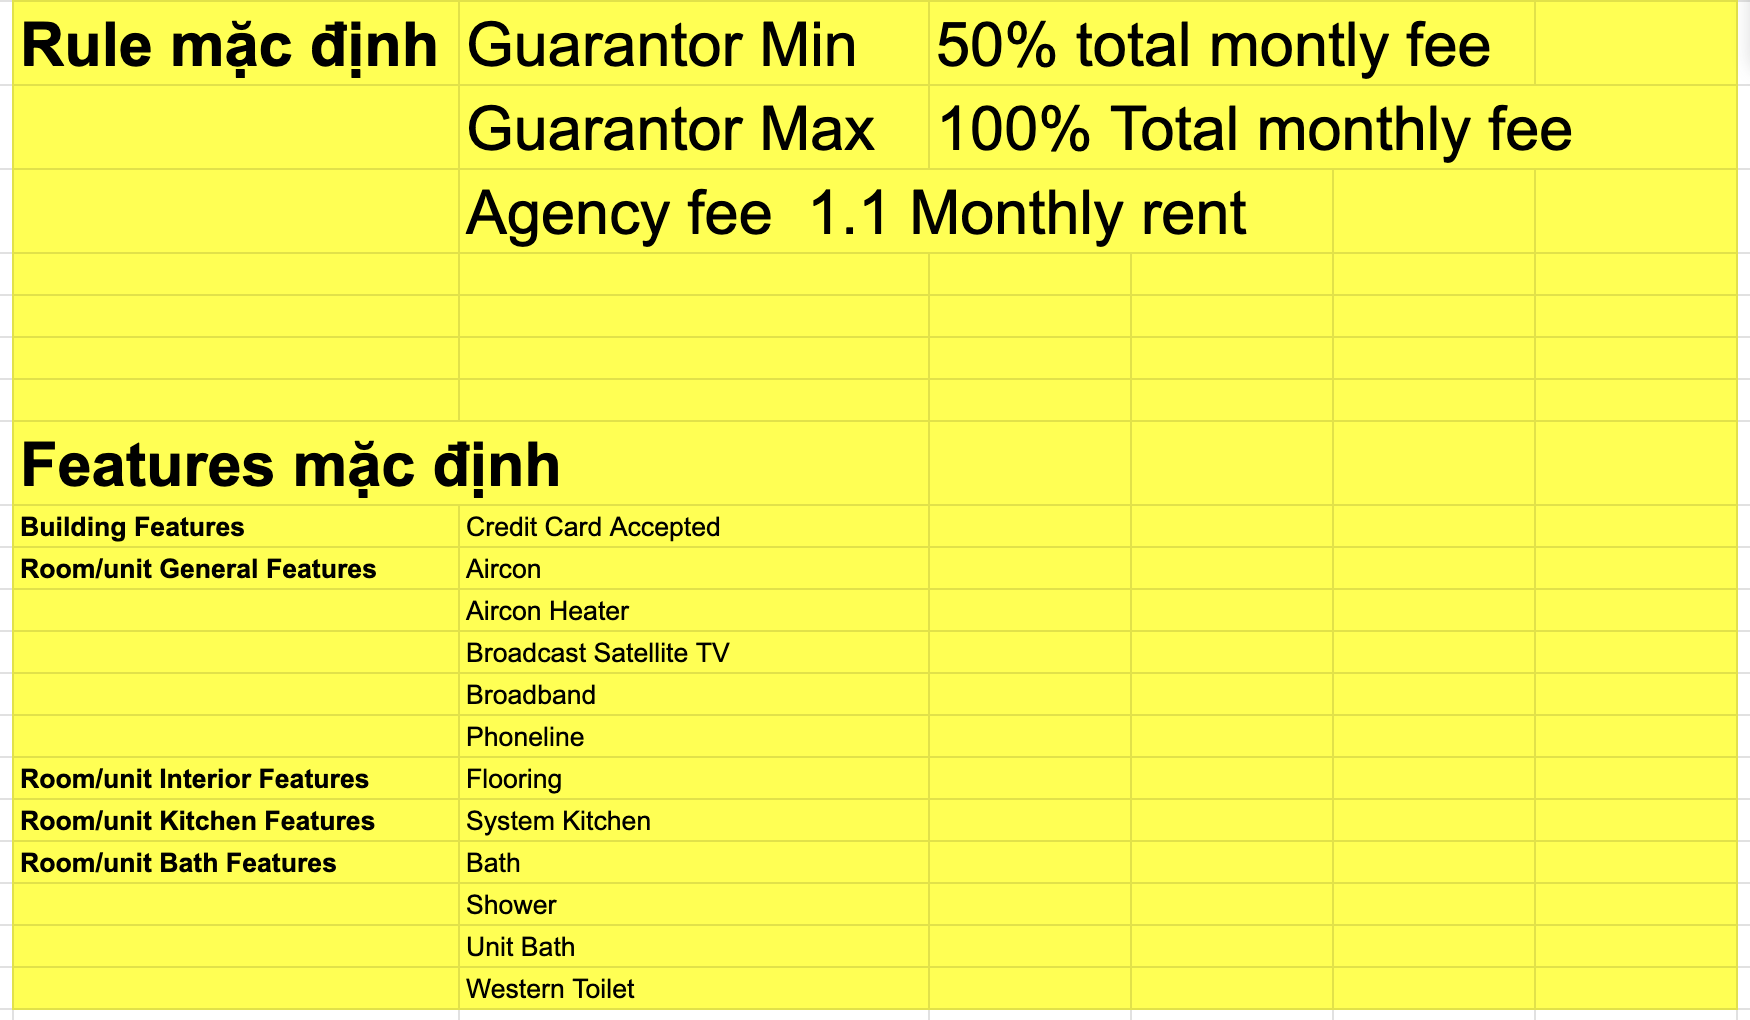 Rule mặc định Guarantor Min 50% total montly fee
Guarantor Max 100% Total monthly fee
Agency fee 1.1 Monthly rent
Features mặc định
Building Features Credit Card Accepted
Room/unit General Features Aircon
Aircon Heater
Broadcast Satellite TV
Broadband
Phoneline
Room/unit Interior Features Flooring
Room/unit Kitchen Features System Kitchen
Room/unit Bath Features Bath
Shower
Unit Bath
Western Toilet